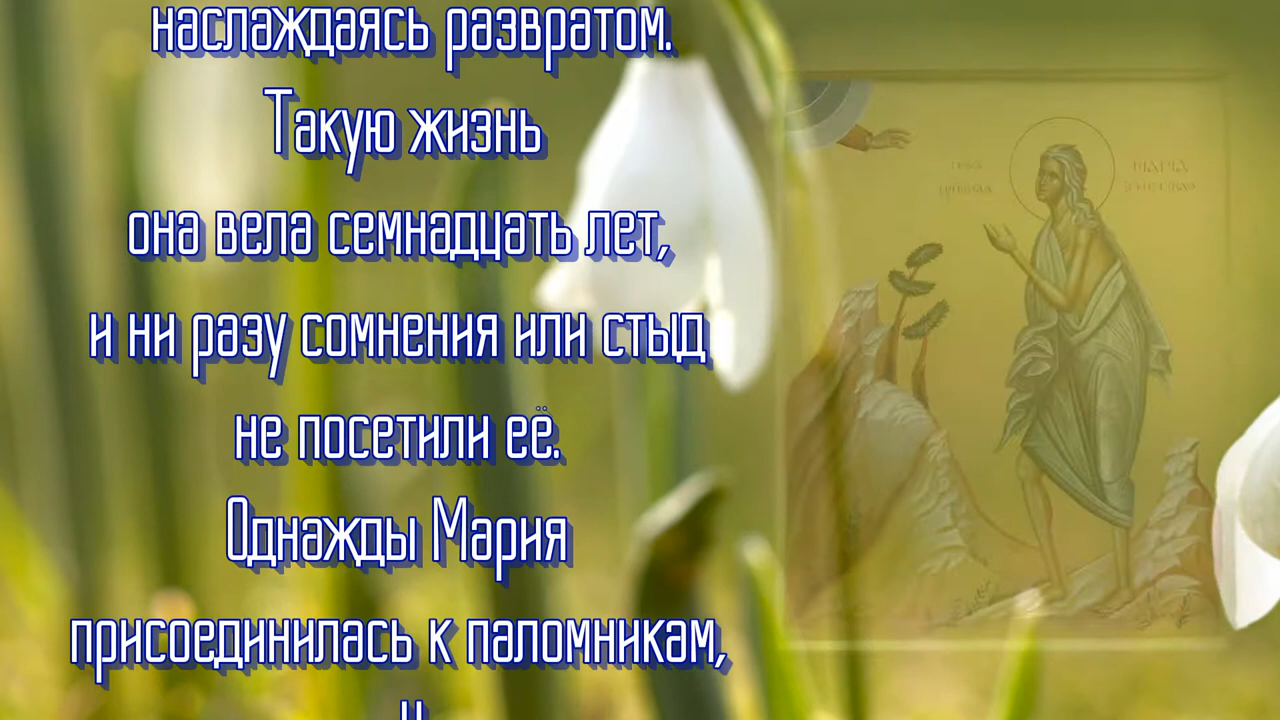 наслаждаясь развратом.
Такую жизнь
она вела семнадцать лет,
и ни разу сомнения или стыд
не посетили её.
Однажды Мария
присоединилась к паломникам,